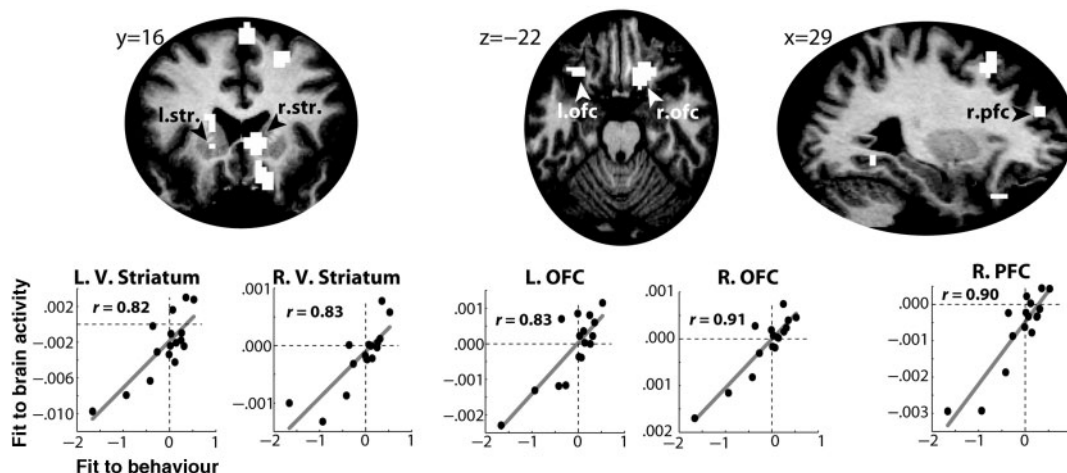 y=16
z=−22
x=29
l.str.
r.str.
l.ofc
r.ofc
r.pfc
L. V. Striatum
R. V. Striatum
L. OFC
R. OFC
R. PFC
Fit to brain activity
r = 0.82
.002
−.002
−.006
−.010
−2
−1
0
1
Fit to behaviour
r = 0.83
.001
.000
−.001
−2
−1
0
1
r = 0.83
.001
.000
−.001
−.002
−2
−1
0
1
r = 0.91
.001
.000
.001
.002
−2
−1
0
1
r = 0.90
.000
−.001
−.002
−.003
−2
−1
0
1